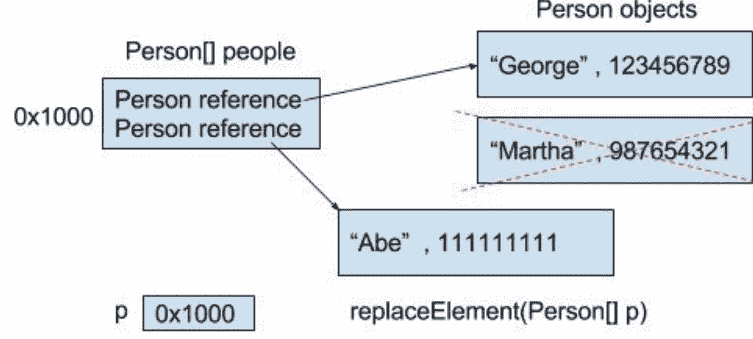 Person objects
Person[] people
"George" , 123456789
Person reference
0x1000
Person reference
"Martha" , 987654321
"Abe" , 111111111
p 0x1000
replaceElement(Person[] p)